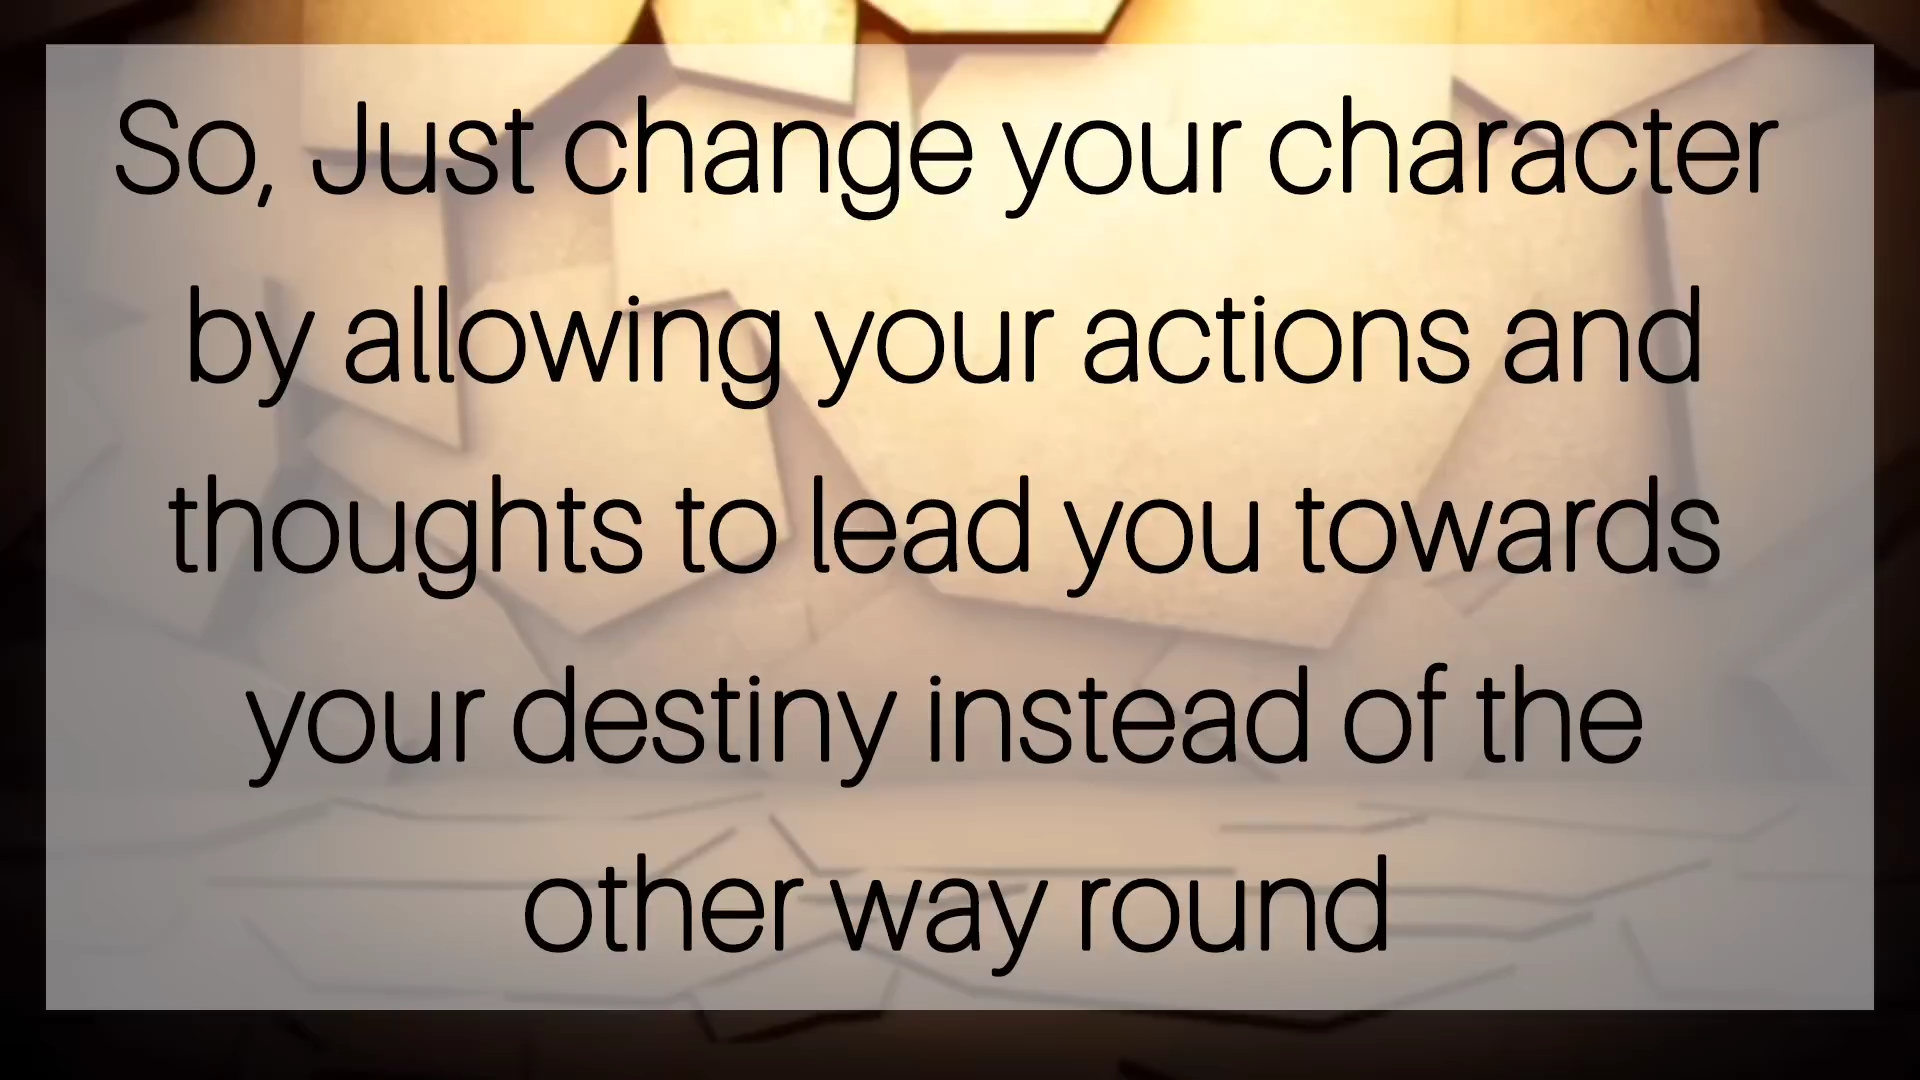 So, Just change your character
by allowing your actions and
thoughts to lead you towards
your destiny instead of the
other way round